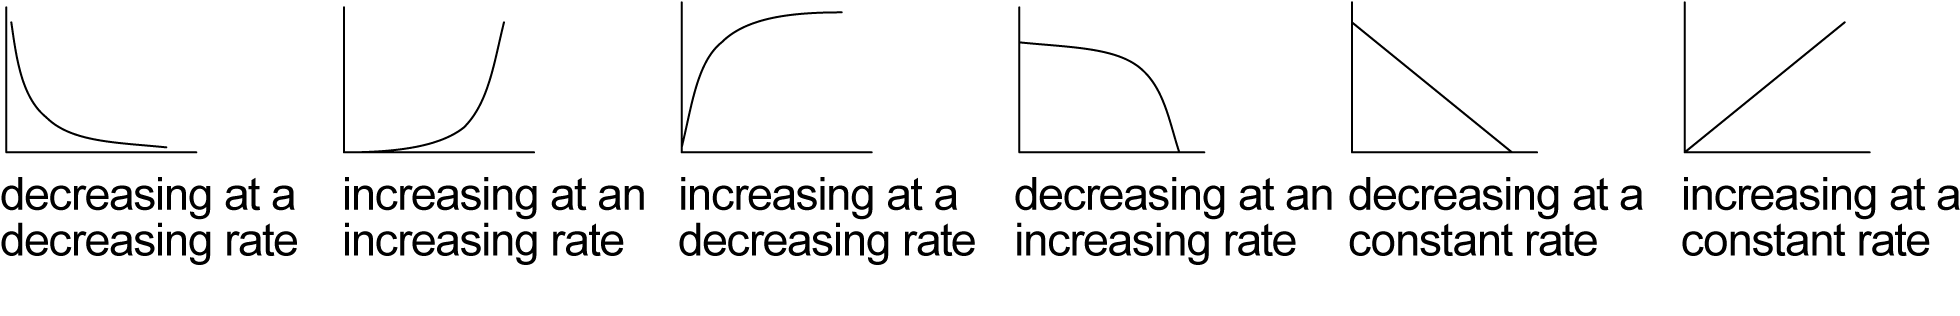 decreasing at a
decreasing rate
increasing at an
increasing rate
increasing at a
decreasing rate
decreasing at an
increasing rate
decreasing at a
constant rate
increasing at a
constant rate